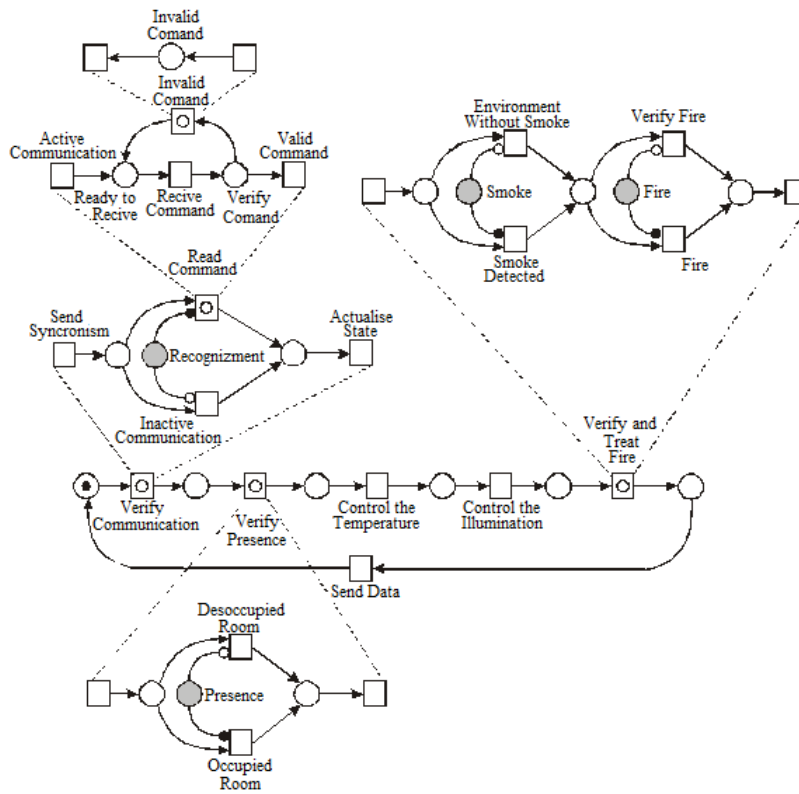 Invalid
Comand
Invalid
Comand
Active
Communication
Valid
Command
Ready to
Recive
Recive
Command
Verify
Comand
Environment
Without Smoke
Verify Fire
Smoke
Fire
Smoke
Detected
Fire
Read
Command
Send
Syncronism
Actualise
State
Recognizment
Inactive
Communication
Verify and
Treat
Fire
Verify
Communication
Verify
Presence
Control the
Temperature
Control the
Illumination
Send Data
Desoccupied
Room
Presence
Occupied
Room